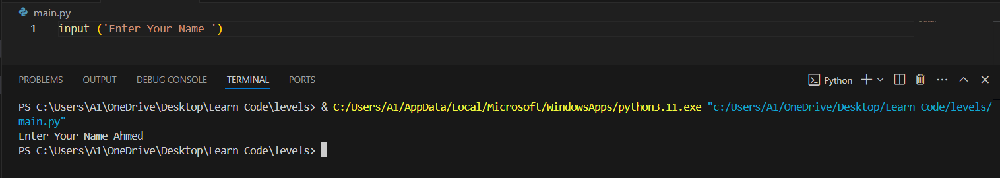 main.py
1 input ('Enter Your Name ')
PROBLEMS OUTPUT DEBUG CONSOLE TERMINAL PORTS Python
PS C:\Users\A1\OneDrive\Desktop\Learn Code\levels> & C:/Users/A1/AppData/Local/Microsoft/WindowsApps/python3.11.exe "c:/Users/A1/OneDrive/Desktop/Learn Code/levels/
main.py"
Enter Your Name Ahmed
PS C:\Users\A1\OneDrive\Desktop\Learn Code\levels>